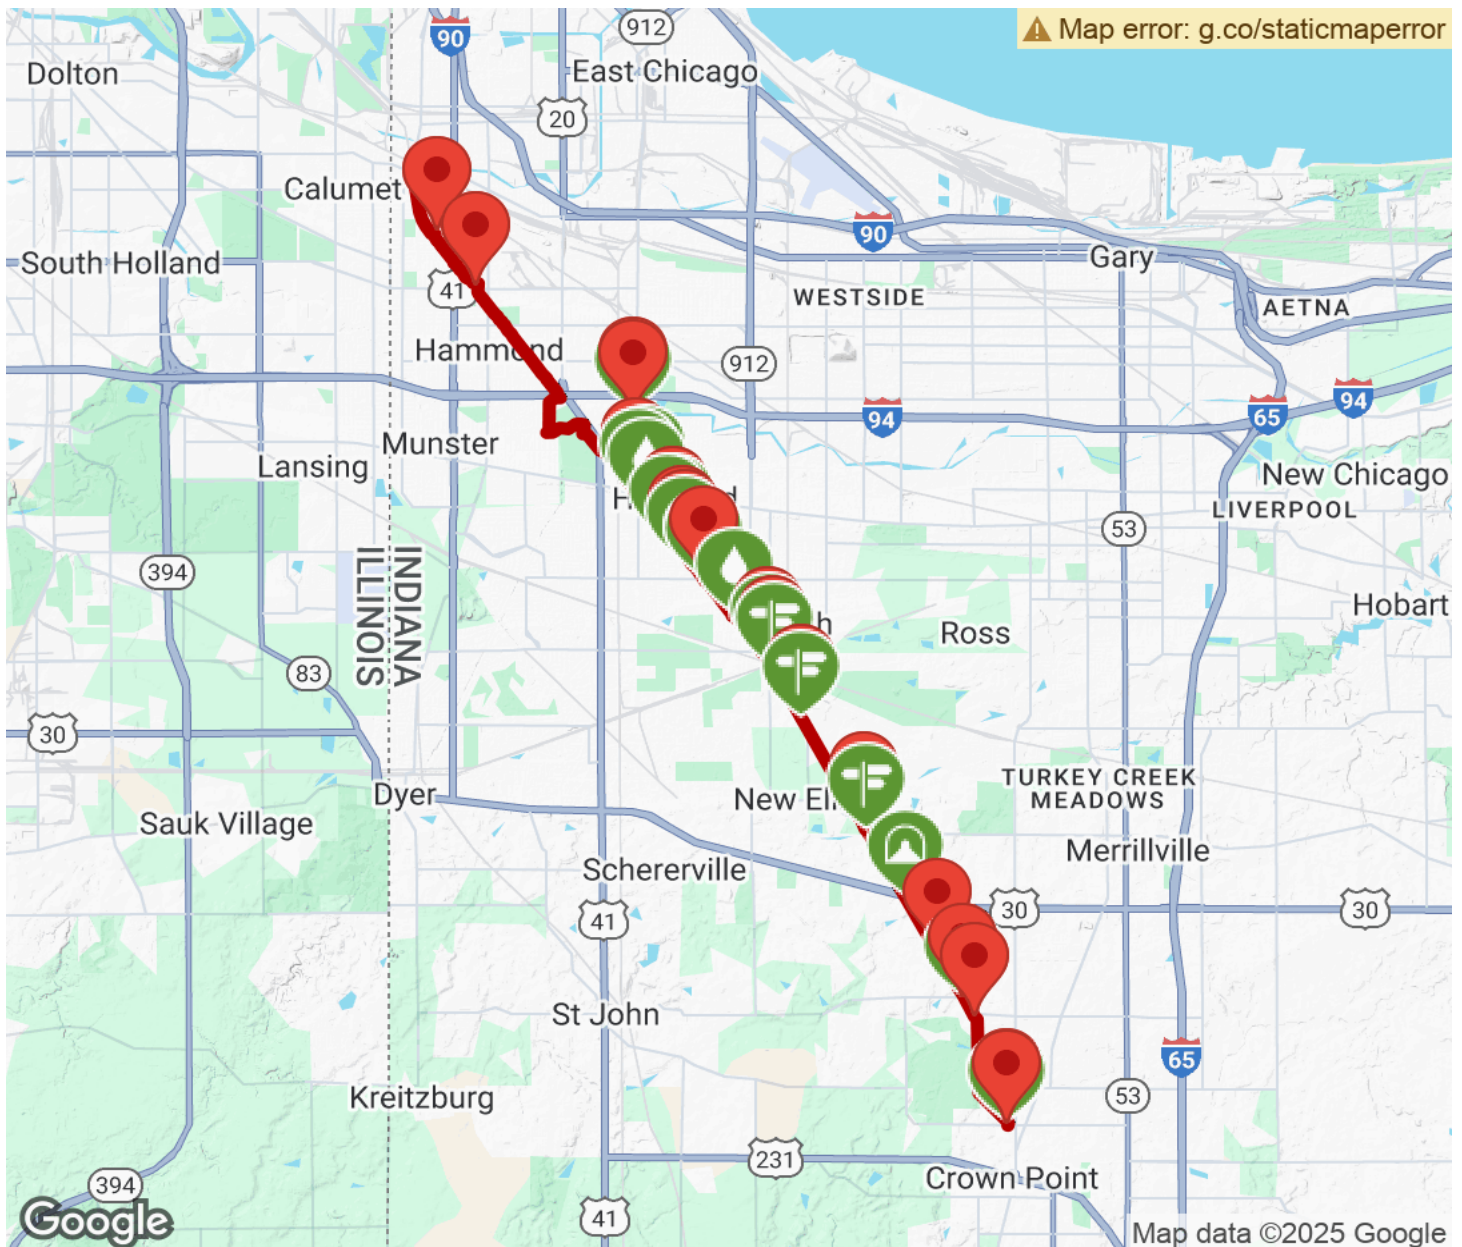 Map error: g.co/staticmaperror
90
912
Dolton
East Chicago
20
Calumet
90
South Holland
Gary
41
WESTSIDE
AETNA
Hammond
912
94
94
65
Munster
Lansing
New Chicago
LIVERPOOL
53
394
INDIANA
ILLINOIS
Hobart
Ross
83
30
TURKEY CREEK
MEADOWS
Dyer
Sauk Village
Merrillville
Schererville
41
30
30
St John
65
Kreitzburg
53
231
Crown Point
394
41
Google
Map data ©2025 Google